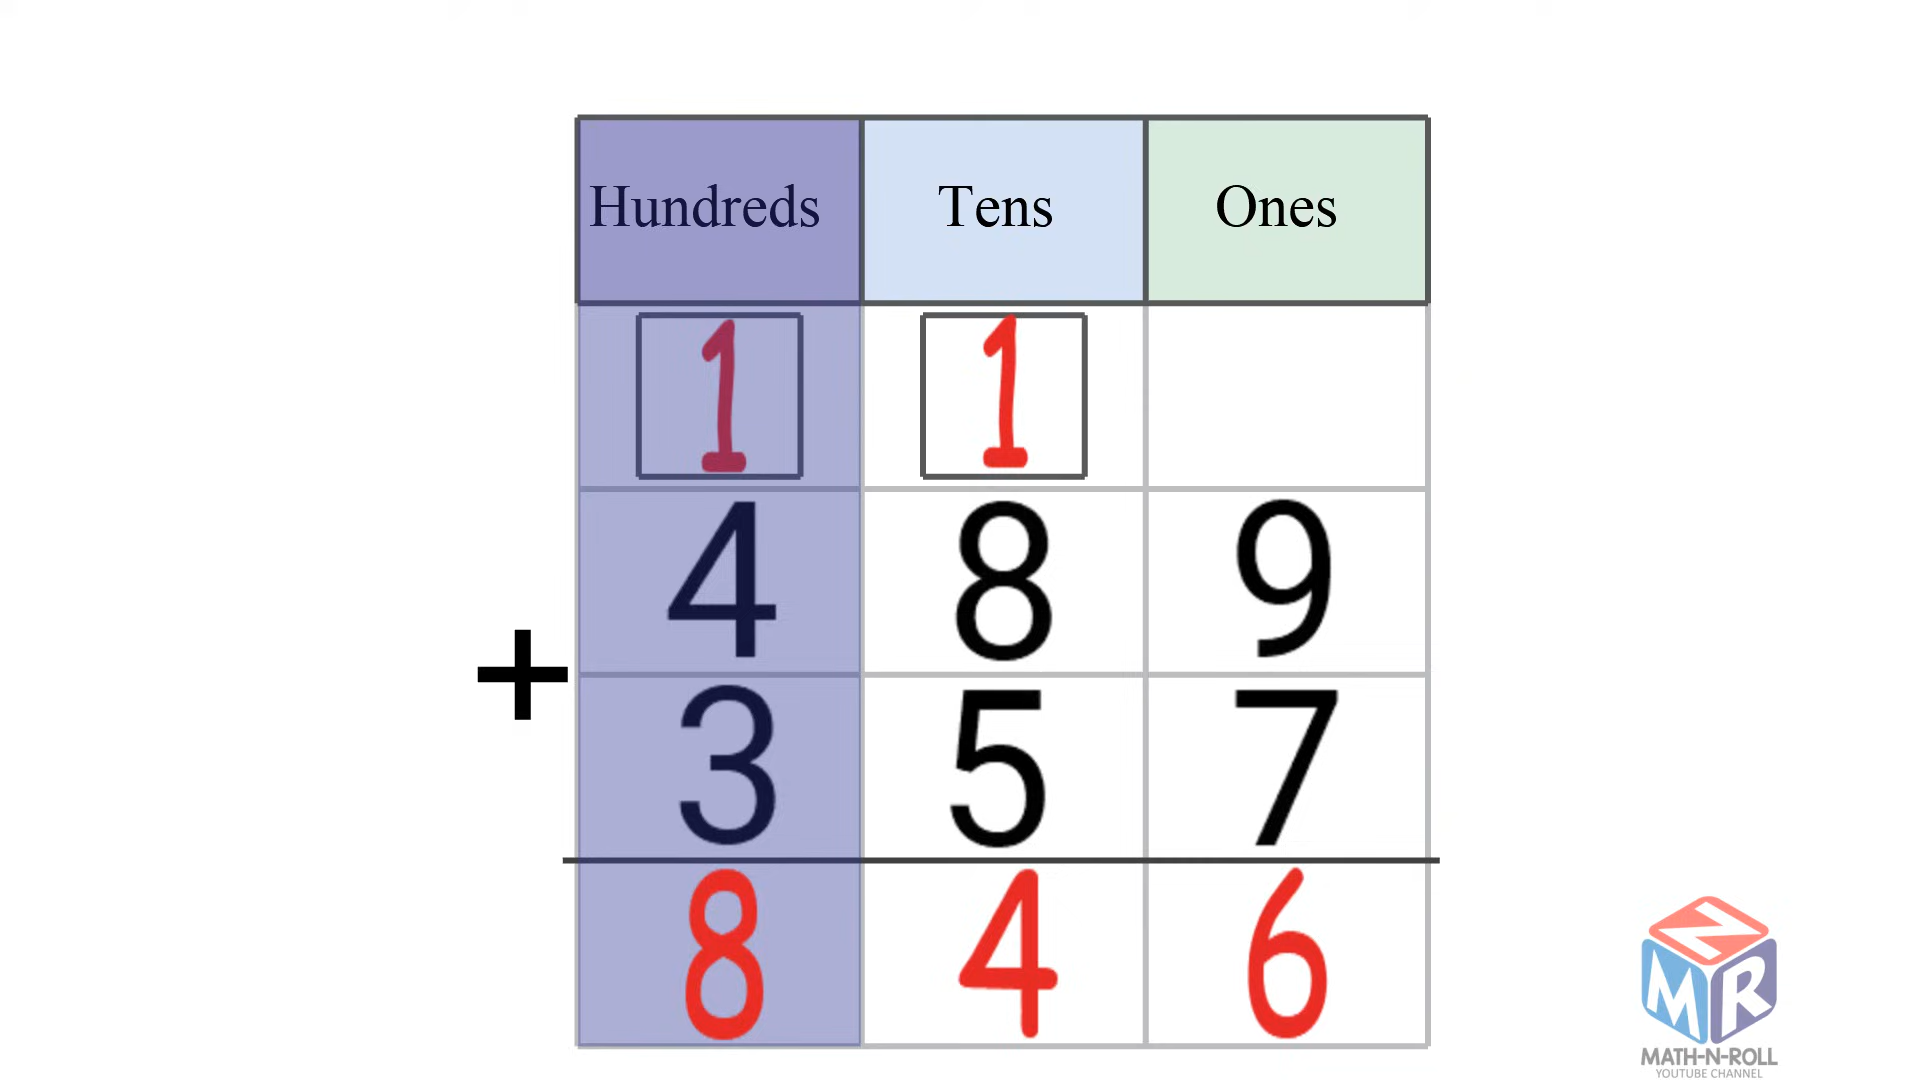 Hundreds Tens Ones
1 1
4 8 9
+
3 5 7
8 4 6
N
M R
MATH-N-ROLL
YOUTUBE CHANNEL